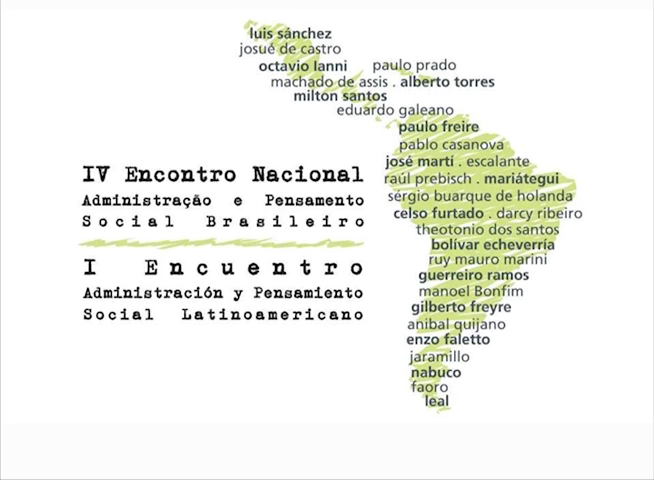 IV Encontro Nacional
Administração e Pensamento
Social Brasileiro
I Encuentro
Administración y Pensamiento
Social Latinoamericano
luis sánchez
josué de castro
octavio Ianni paulo prado
machado de assis . alberto torres
milton santos
eduardo galeano
paulo freire
pablo casanova
josé martí . escalante
raúl prebisch . mariátegui
sérgio buarque de holanda
celso furtado . darcy ribeiro
theotonio dos santos
bolívar echeverría
ruy mauro marini
guerreiro ramos
manoel Bonfim
gilberto freyre
anibal quijano
enzo faletto
jaramillo
nabuco
faoro
leal